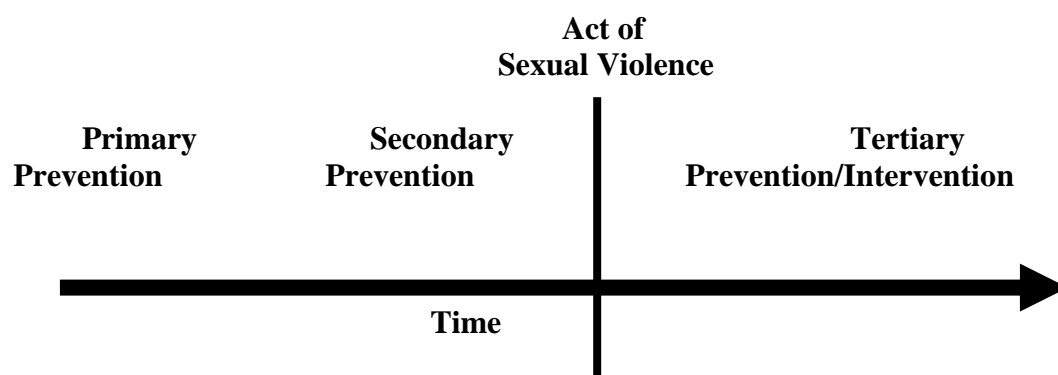 Act of
Sexual Violence
Primary
Prevention
Secondary
Prevention
Tertiary
Prevention/Intervention
Time